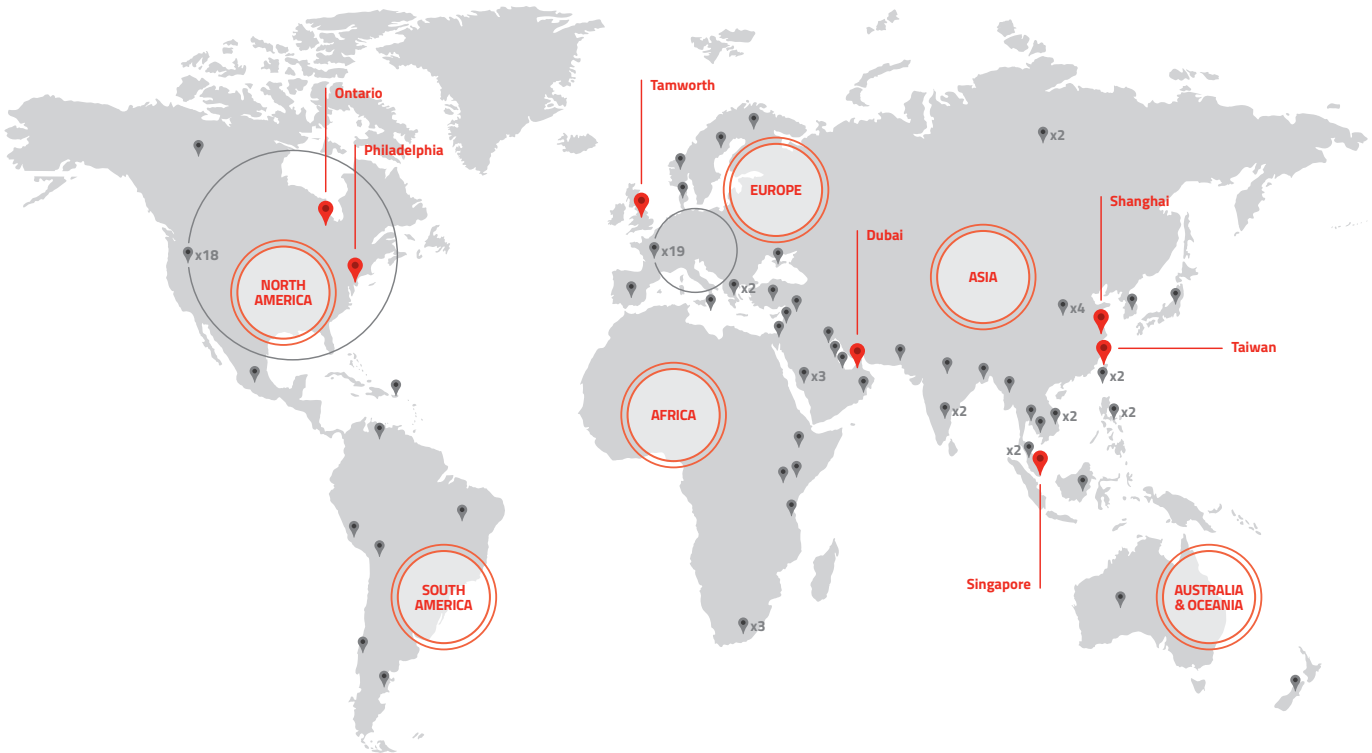 Tamworth
Ontario
x2
Philadelphia
EUROPE
Shanghai
Dubai
x18
x19
NORTH
AMERICA
ASIA
x2
x4
Taiwan
x3
x2
x2
AFRICA
x2
x2
x2
Singapore
SOUTH
AMERICA
AUSTRALIA
& OCEANIA
x3